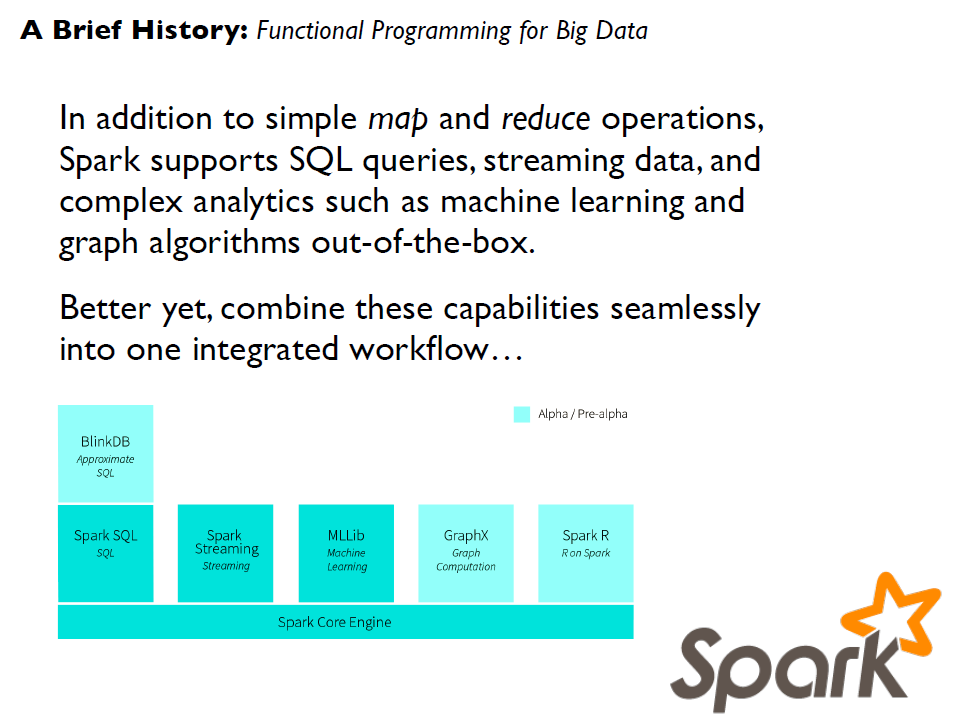 A Brief History: Functional Programming for Big Data
In addition to simple map and reduce operations,
Spark supports SQL queries, streaming data, and
complex analytics such as machine learning and
graph algorithms out-of-the-box.
Better yet, combine these capabilities seamlessly
into one integrated workflow…
Alpha / Pre-alpha
BlinkDB
Approximate
SQL
Spark SQL
SQL
Spark
Streaming
Streaming
MLLib
Machine
Learning
GraphX
Graph
Computation
Spark R
R on Spark
Spark Core Engine
Spark